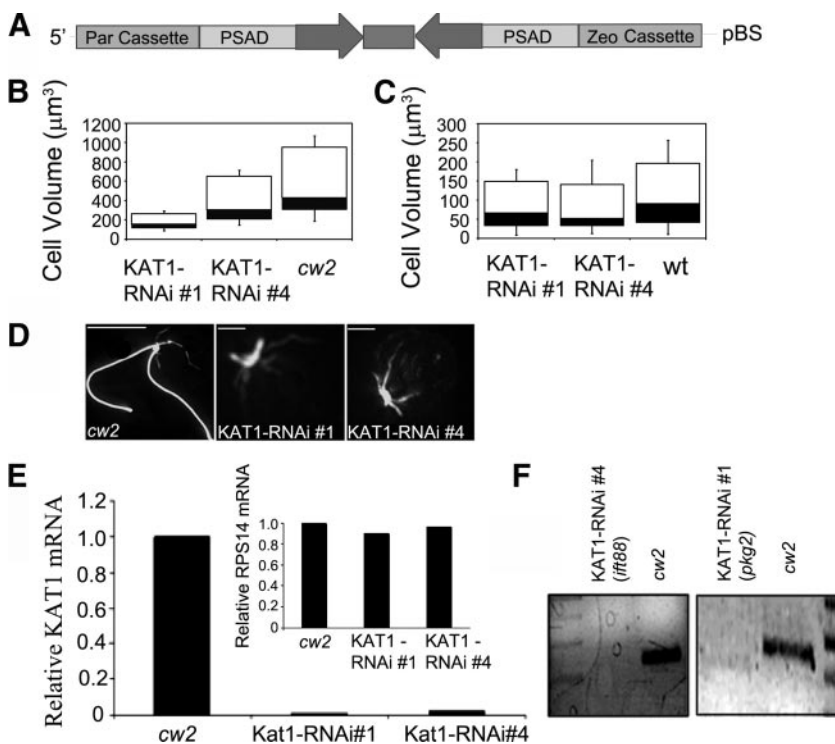 A
5' Par Cassette PSAD PSAD Zeo Cassette pBS
B
Cell Volume (μm³)
1200
1000
800
600
400
200
0
KAT1-
RNAi #1
KAT1-
RNAi #4
cw2
C
Cell Volume (μm³)
300
250
200
150
100
50
0
KAT1-
RNAi #1
KAT1-
RNAi #4
wt
D
cw2
KAT1-RNAi #1
KAT1-RNAi #4
E
Relative KAT1 mRNA
1.2
1.0
0.8
0.6
0.4
0.2
0
cw2
Kat1-RNAi#1
Kat1-RNAi#4
Relative RPS14 mRNA
1.0
0.8
0.6
0.4
0.2
0
cw2
KAT1 -
RNAi #1
KAT1 -
RNAi #4
F
KAT1-RNAi #4
(ift88)
cw2
KAT1-RNAi #1
(pkg2)
cw2